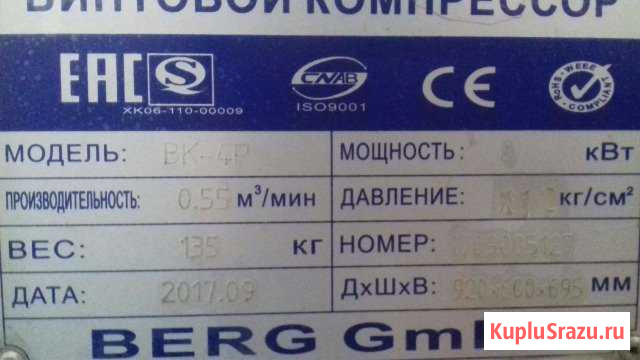 ВИНТОВОЙ КОМПРЕССОР
EAC S CNAB CE ROHS WEEE COMPLIANT
XK06-110-00009 ISO9001
МОДЕЛЬ: ВК-4Р МОЩНОСТЬ: кВт
ПРОИЗВОДИТЕЛЬНОСТЬ: 0.55 м³/мин ДАВЛЕНИЕ: кг/см²
ВЕС: 135 кг НОМЕР:
ДАТА: 2017.09 ДхШхВ: мм
BERG
KupluSrazu.ru